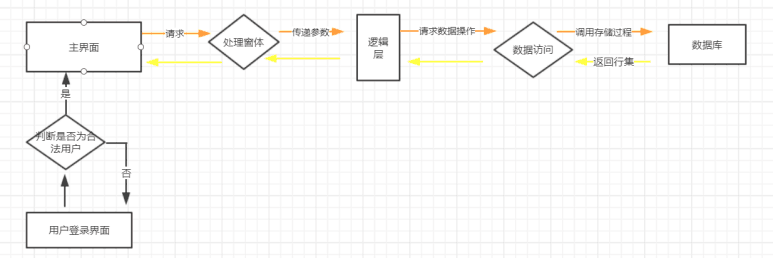 主界面
请求
处理窗体
传递参数
逻辑
层
请求数据操作
数据访问
调用存储过程
返回行集
数据库
是
判断是否为合
法用户
否
用户登录界面